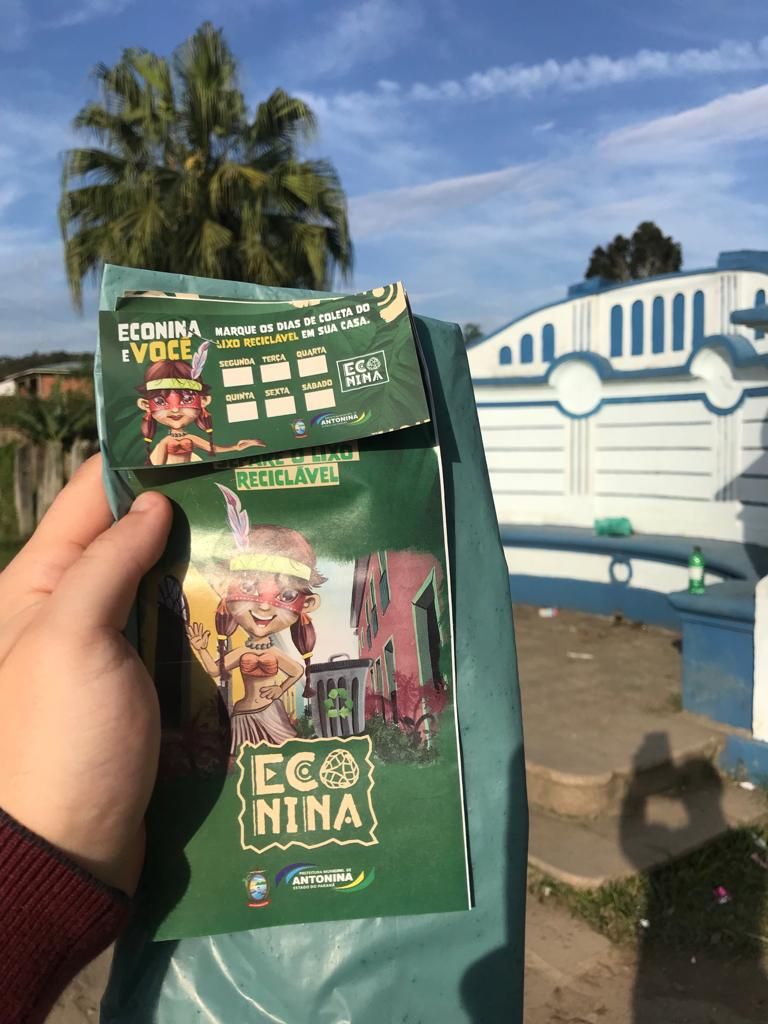 ECONINA
E VOCÊ
MARQUE OS DIAS DE COLETA DO
LIXO RECICLÁVEL EM SUA CASA.
SEGUNDA TERÇA QUARTA
QUINTA SEXTA SÁBADO
ECO
NINA
ANTONINA
SEPARE O LIXO
RECICLÁVEL
ECO
NINA
PREFEITURA MUNICIPAL DE
ANTONINA
ESTADO DO PARANÁ